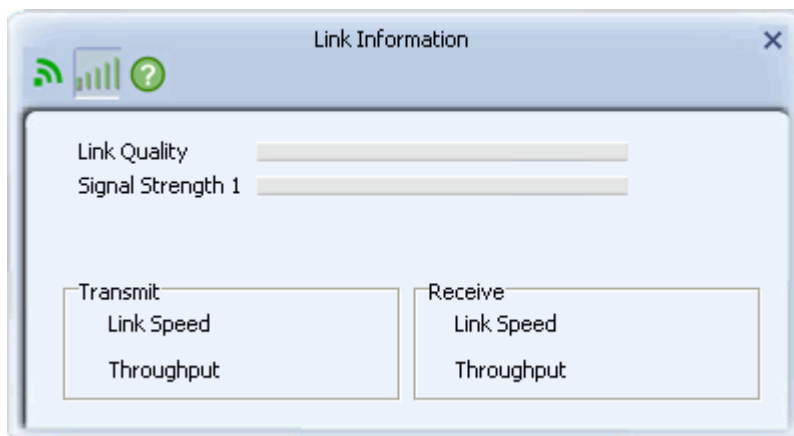 Link Information
Link Quality
Signal Strength 1
Transmit
Link Speed
Throughput
Receive
Link Speed
Throughput